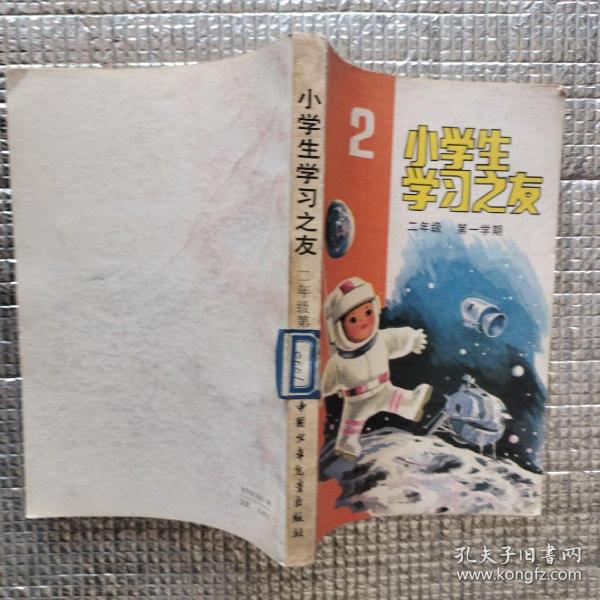 小学生学习之友
二年级第
中国少年儿童出版社
2
小学生
学习之友
二年级 第一学期
孔夫子旧书网
www.kongfz.com